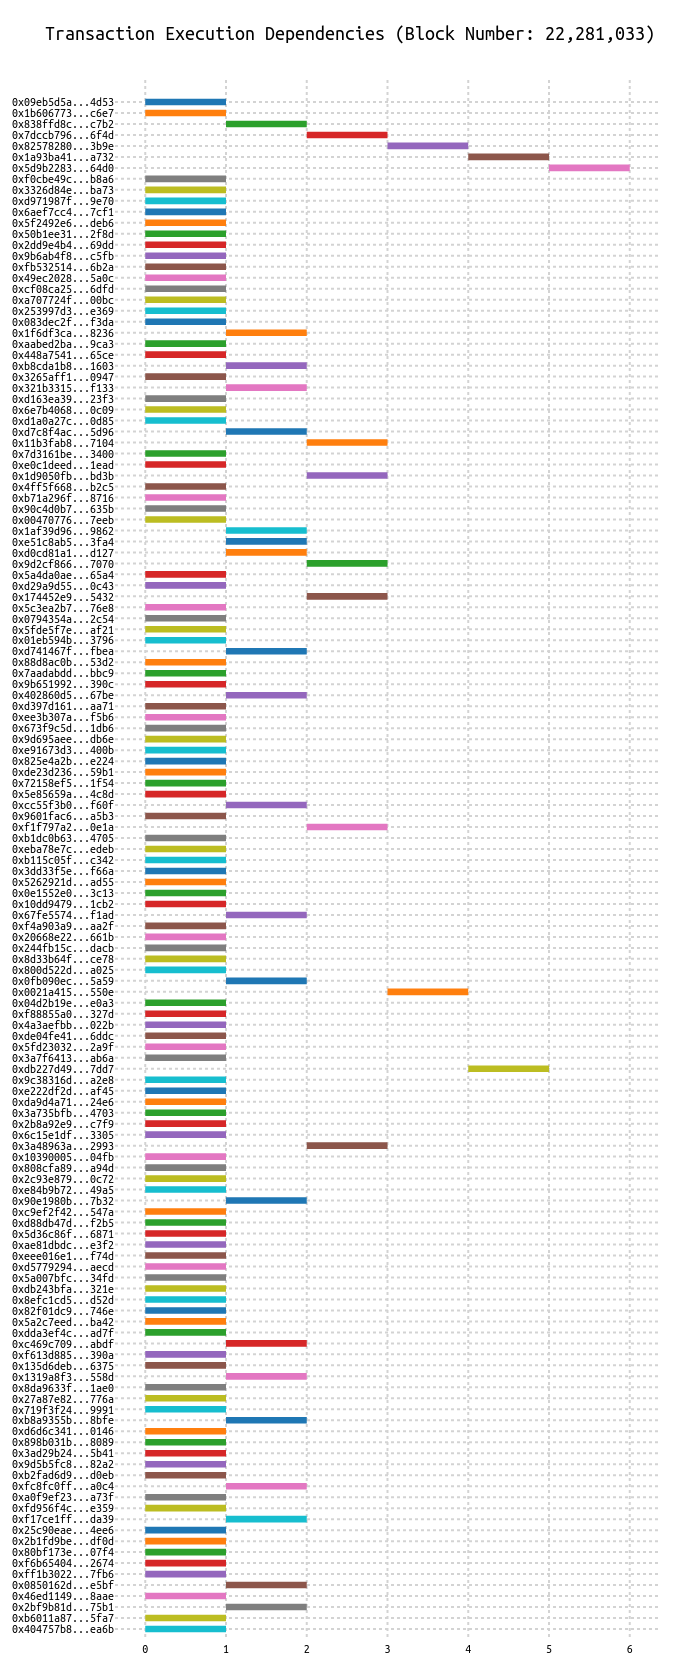 Transaction Execution Dependencies (Block Number: 22,281,033)
0x09eb5d5a...4d53
0x1b606773...c6e7
0x838ffd8c...c7b2
0x7dccb796...6f4d
0x82578280...3b9e
0x1a93ba41...a732
0x5d9b2283...64d0
0xf0cbe49c...b8a6
0x3326d84e...ba73
0xd971987f...9e70
0x6aef7cc4...7cf1
0x5f2492e6...deb6
0x50b1ee31...2f8d
0x2dd9e4b4...69dd
0x9b6ab4f8...c5fb
0xfb532514...6b2a
0x49ec2028...5a0c
0xcf08ca25...6dfd
0xa707724f...00bc
0x253997d3...e369
0x083dec2f...f3da
0x1f6df3ca...8236
0xaabed2ba...9ca3
0x448a7541...65ce
0xb8cda1b8...1603
0x3265aff1...0947
0x321b3315...f133
0xd163ea39...23f3
0x6e7b4068...0c09
0xd1a0a27c...0d85
0xd7c8f4ac...5d96
0x11b3fab8...7104
0x7d3161be...3400
0xe0c1deed...1ead
0x1d9050fb...bd3b
0x4ff5f668...b2c5
0xb71a296f...8716
0x90c4d0b7...635b
0x00470776...7eeb
0x1af39d96...9862
0xe51c8ab5...3fa4
0xd0cd81a1...d127
0x9d2cf866...7070
0x5a4da0ae...65a4
0xd29a9d55...0c43
0x174452e9...5432
0x5c3ea2b7...76e8
0x0794354a...2c54
0x5fde5f7e...af21
0x01eb594b...3796
0xd741467f...fbea
0x88d8ac0b...53d2
0x7aadabdd...bbc9
0x9b651992...390c
0x402860d5...67be
0xd397d161...aa71
0xee3b307a...f5b6
0x673f9c5d...1db6
0x9d695aee...db6e
0xe91673d3...400b
0x825e4a2b...e224
0xde23d236...59b1
0x72158ef5...1f54
0x5e85659a...4c8d
0xcc55f3b0...f60f
0x9601fac6...a5b3
0xf1f797a2...0e1a
0xb1dc0b63...4705
0xeba78e7c...edeb
0xb115c05f...c342
0x3dd33f5e...f66a
0x5262921d...ad55
0x0e1552e0...3c13
0x10dd9479...1cb2
0x67fe5574...f1ad
0xf4a903a9...aa2f
0x20668e22...661b
0x244fb15c...dacb
0x8d33b64f...ce78
0x800d522d...a025
0x0fb090ec...5a59
0x0021a415...550e
0x04d2b19e...e0a3
0xf88855a0...327d
0x4a3aefbb...022b
0xde04fe41...6ddc
0x5fd23032...2a9f
0x3a7f6413...ab6a
0xdb227d49...7dd7
0x9c38316d...a2e8
0xe222df2d...af45
0xda9d4a71...24e6
0x3a735bfb...4703
0x2b8a92e9...c7f9
0x6c15e1df...3305
0x3a48963a...2993
0x10390005...04fb
0x808cfa89...a94d
0x2c93e879...0c72
0xe84b9b72...49a5
0x90e1980b...7b32
0xc9ef2f42...547a
0xd88db47d...f2b5
0x5d36c86f...6871
0xae81dbdc...e3f2
0xeee016e1...f74d
0xd5779294...aecd
0x5a007bfc...34fd
0xdb243bfa...321e
0x8efc1cd5...d52d
0x82f01dc9...746e
0x5a2c7eed...ba42
0xdda3ef4c...ad7f
0xc469c709...abdf
0xf613d885...390a
0x135d6deb...6375
0x1319a8f3...558d
0x8da9633f...1ae0
0x27a87e82...776a
0x719f3f24...9991
0xb8a9355b...8bfe
0xd6d6c341...0146
0x898b031b...8089
0x3ad29b24...5b41
0x9d5b5fc8...82a2
0xb2fad6d9...d0eb
0xfc8fc0ff...a0c4
0xa0f9ef23...a73f
0xfd956f4c...e359
0xf17ce1ff...da39
0x25c90eae...4ee6
0x2b1fd9be...df0d
0x80bf173e...07f4
0xf6b65404...2674
0xff1b3022...7fb6
0x0850162d...e5bf
0x46ed1149...8aae
0x2bf9b81d...75b1
0xb6011a87...5fa7
0x404757b8...ea6b
0 1 2 3 4 5 6